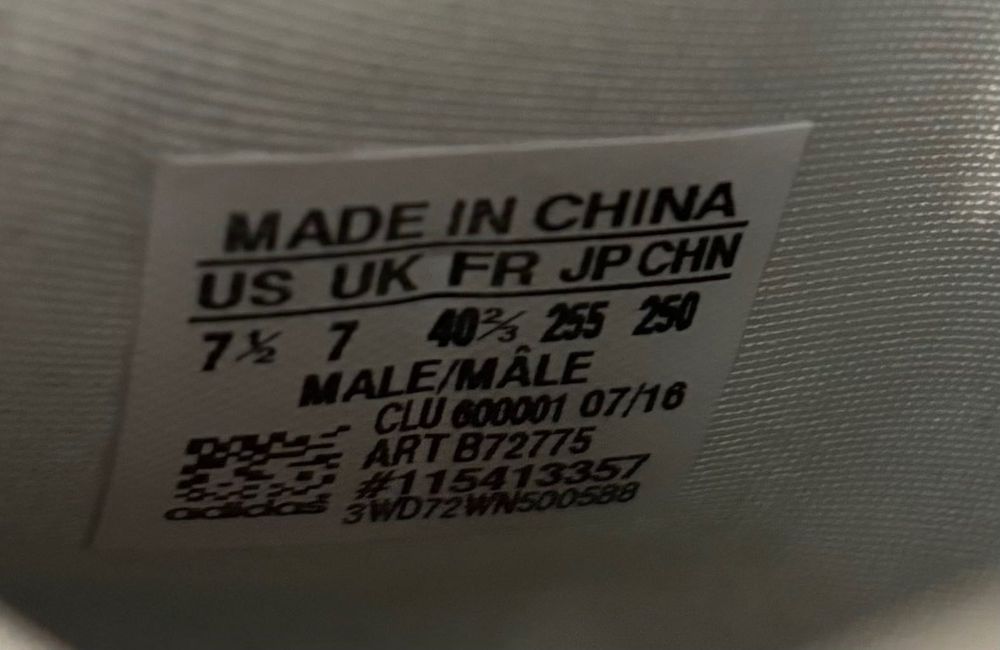 MADE IN CHINA
US UK FR JP CHN
7½ 7 40⅔ 255 250
MALE/MÂLE
CLU 600001 07/16
ART B72775
#115413357
adidas 3WD72WN500588